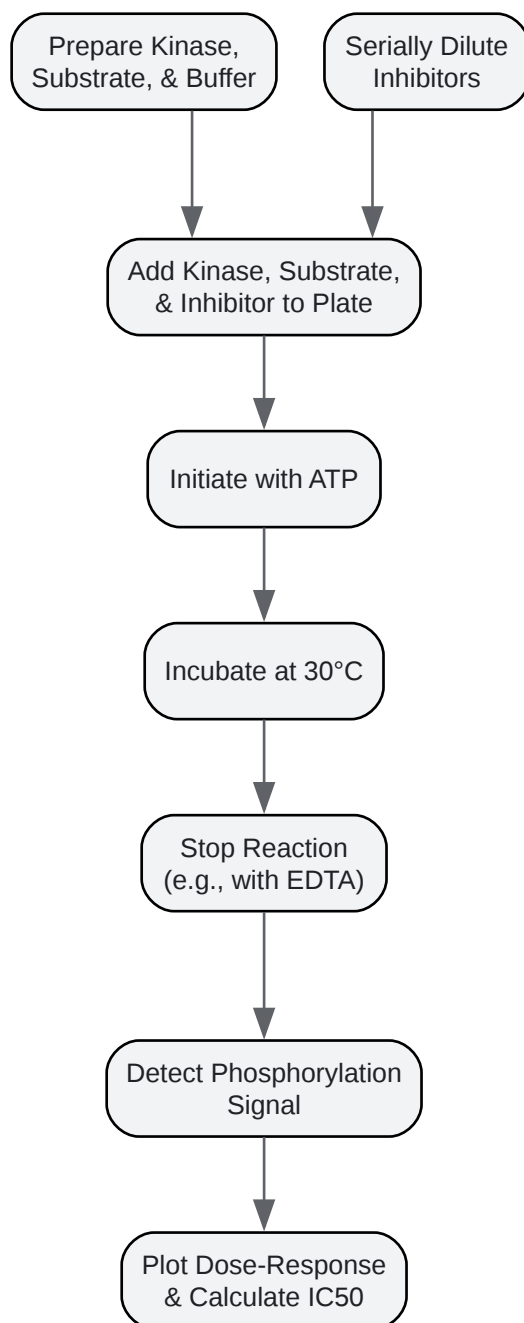 Prepare Kinase,
Substrate, & Buffer
Serially Dilute
Inhibitors
Add Kinase, Substrate,
& Inhibitor to Plate
Initiate with ATP
Incubate at 30°C
Stop Reaction
(e.g., with EDTA)
Detect Phosphorylation
Signal
Plot Dose-Response
& Calculate IC50